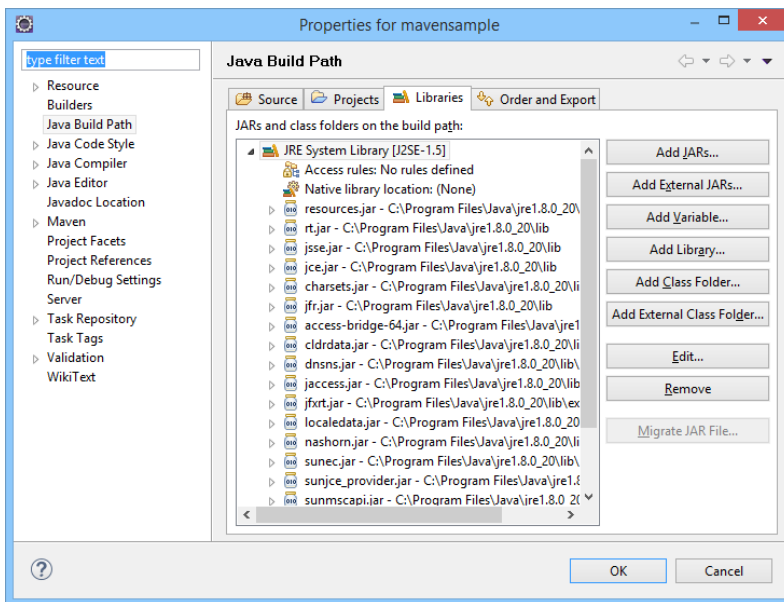 Properties for mavensample
type filter text
Resource
Builders
Java Build Path
Java Code Style
Java Compiler
Java Editor
Javadoc Location
Maven
Project Facets
Project References
Run/Debug Settings
Server
Task Repository
Task Tags
Validation
WikiText
Java Build Path
Source Projects Libraries Order and Export
JARs and class folders on the build path:
JRE System Library [J2SE-1.5]
Access rules: No rules defined
Native library location: (None)
resources.jar - C:\Program Files\Java\jre1.8.0_20\
rt.jar - C:\Program Files\Java\jre1.8.0_20\lib
jsse.jar - C:\Program Files\Java\jre1.8.0_20\lib
jce.jar - C:\Program Files\Java\jre1.8.0_20\lib
charsets.jar - C:\Program Files\Java\jre1.8.0_20\li
jfr.jar - C:\Program Files\Java\jre1.8.0_20\lib
access-bridge-64.jar - C:\Program Files\Java\jre1
cldrdata.jar - C:\Program Files\Java\jre1.8.0_20\li
dnsns.jar - C:\Program Files\Java\jre1.8.0_20\lib\
jaccess.jar - C:\Program Files\Java\jre1.8.0_20\lib
jfxrt.jar - C:\Program Files\Java\jre1.8.0_20\lib\ex
localedata.jar - C:\Program Files\Java\jre1.8.0_20\
nashorn.jar - C:\Program Files\Java\jre1.8.0_20\li
sunec.jar - C:\Program Files\Java\jre1.8.0_20\lib\
sunjce_provider.jar - C:\Program Files\Java\jre1.8
sunmscapi.jar - C:\Program Files\Java\jre1.8.0_20
Add JARs...
Add External JARs...
Add Variable...
Add Library...
Add Class Folder...
Add External Class Folder...
Edit...
Remove
Migrate JAR File...
OK
Cancel